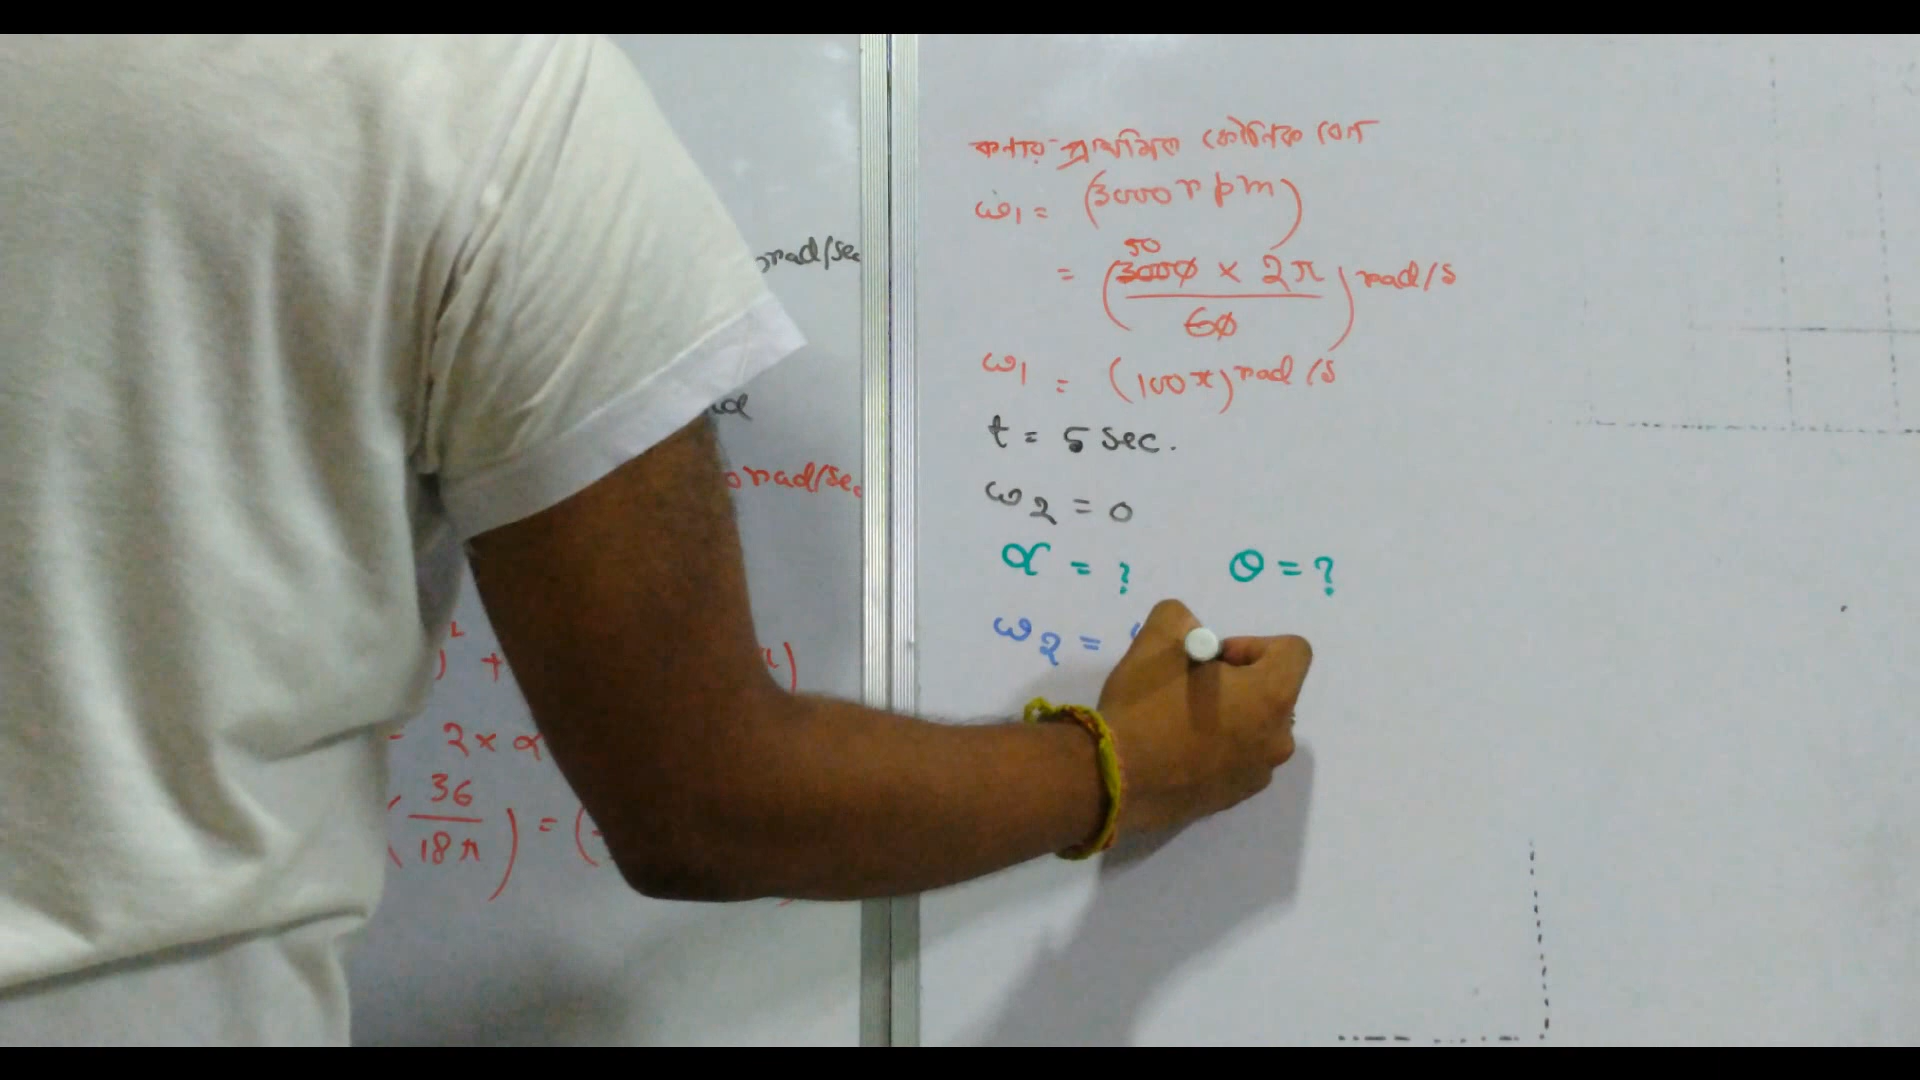 rad/sec
rad/sec
+
2 × α
36
18π
) = (
কনার প্রাথমিক কৌনিক বেগ
ω1 = (3000 rpm)
50
= (3000 × 2π / 60) rad/s
ω1 = (100π) rad/s
t = 5 sec.
ω2 = 0
α = ? θ = ?
ω2 =